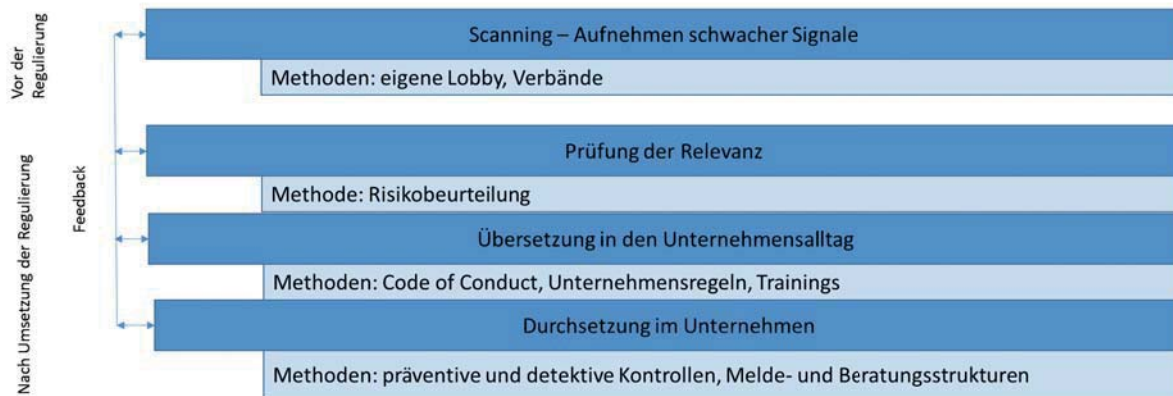 Vor der
Regulierung
Scanning – Aufnehmen schwacher Signale
Methoden: eigene Lobby, Verbände
Nach Umsetzung der Regulierung
Feedback
Prüfung der Relevanz
Methode: Risikobeurteilung
Übersetzung in den Unternehmensalltag
Methoden: Code of Conduct, Unternehmensregeln, Trainings
Durchsetzung im Unternehmen
Methoden: präventive und detektive Kontrollen, Melde- und Beratungsstrukturen